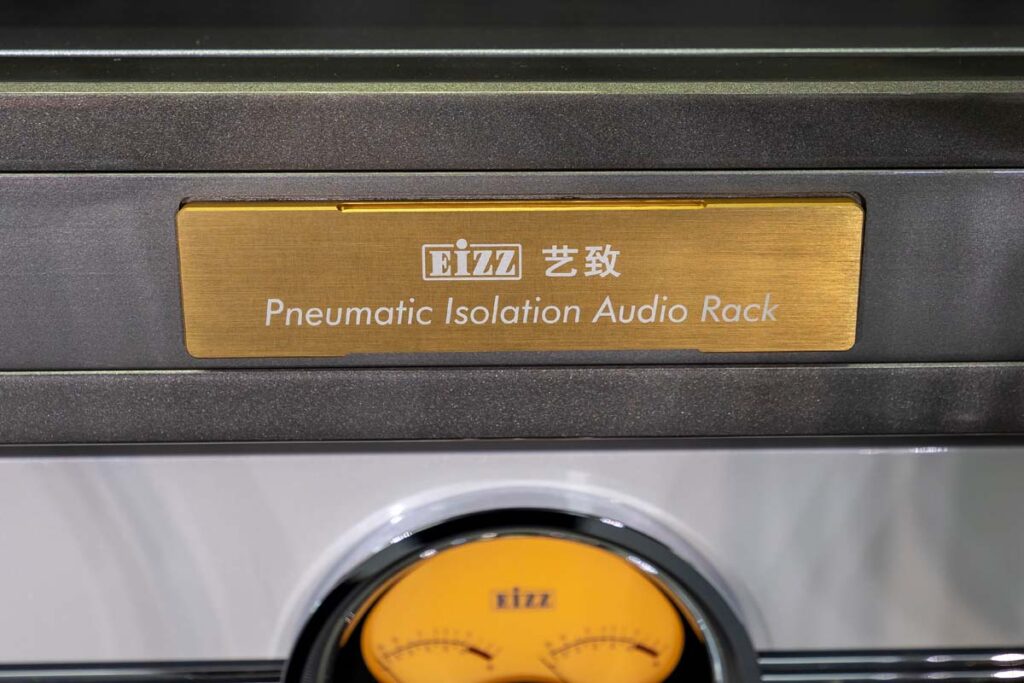 EiZZ 艺致
Pneumatic Isolation Audio Rack
EiZZ